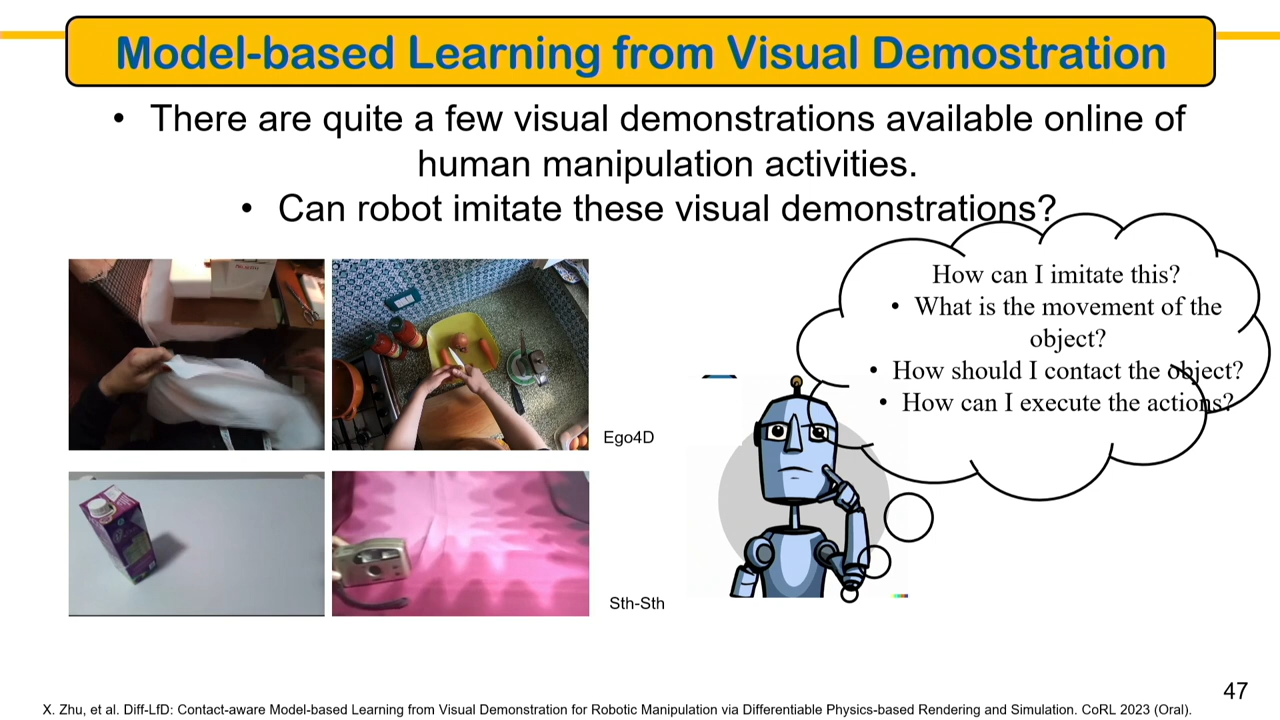 Model-based Learning from Visual Demostration
• There are quite a few visual demonstrations available online of
human manipulation activities.
• Can robot imitate these visual demonstrations?
How can I imitate this?
• What is the movement of the
object?
• How should I contact the object?
• How can I execute the actions?
Ego4D
Sth-Sth
47
X. Zhu, et al. Diff-LfD: Contact-aware Model-based Learning from Visual Demonstration for Robotic Manipulation via Differentiable Physics-based Rendering and Simulation. CoRL 2023 (Oral).